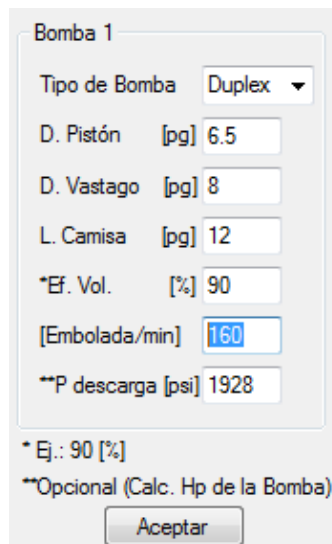 Bomba 1
Tipo de Bomba Duplex
D. Pistón [pg] 6.5
D. Vastago [pg] 8
L. Camisa [pg] 12
*Ef. Vol. [%] 90
[Embolada/min] 160
**P descarga [psi] 1928
* Ej.: 90 [%]
**Opcional (Calc. Hp de la Bomba)
Aceptar